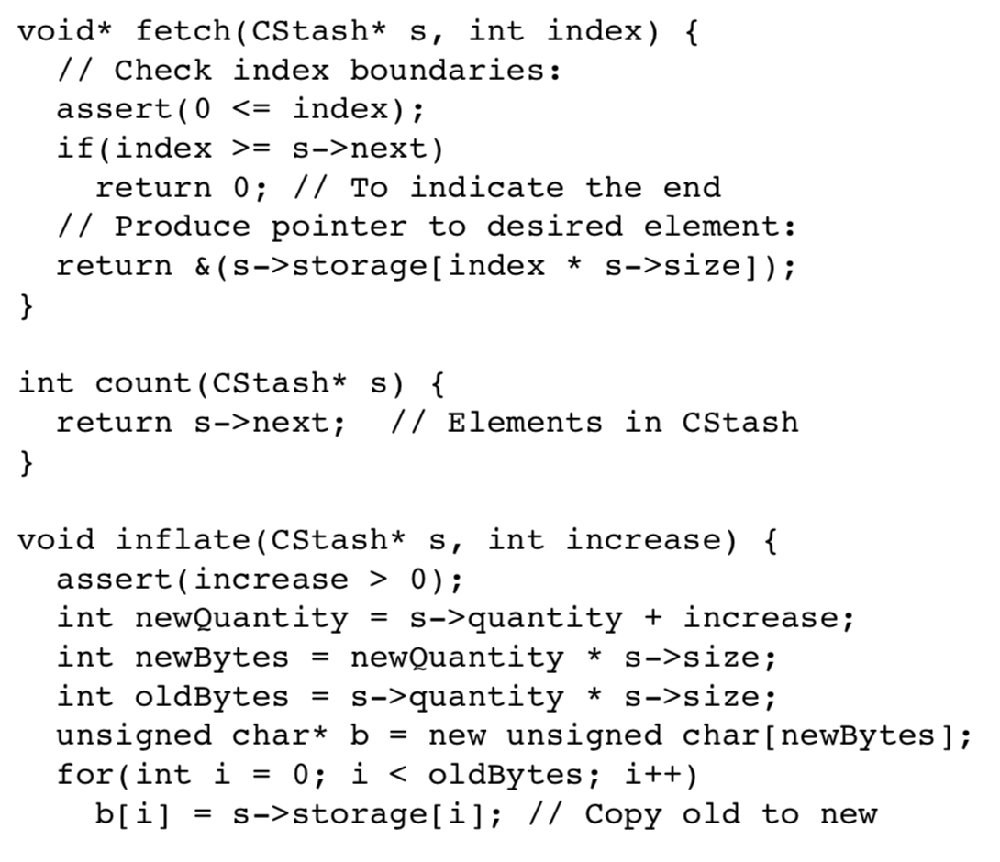 void* fetch(CStash* s, int index) {
  // Check index boundaries:
  assert(0 <= index);
  if(index >= s->next)
    return 0; // To indicate the end
  // Produce pointer to desired element:
  return &(s->storage[index * s->size]);
}

int count(CStash* s) {
  return s->next;  // Elements in CStash
}

void inflate(CStash* s, int increase) {
  assert(increase > 0);
  int newQuantity = s->quantity + increase;
  int newBytes = newQuantity * s->size;
  int oldBytes = s->quantity * s->size;
  unsigned char* b = new unsigned char[newBytes];
  for(int i = 0; i < oldBytes; i++)
    b[i] = s->storage[i]; // Copy old to new